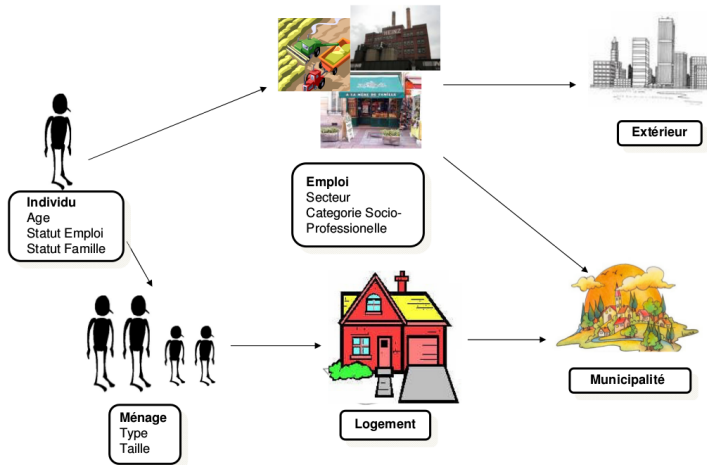 Extérieur
Individu
Age
Statut Emploi
Statut Famille
Emploi
Secteur
Categorie Socio-
Professionelle
Ménage
Type
Taille
Logement
Municipalité